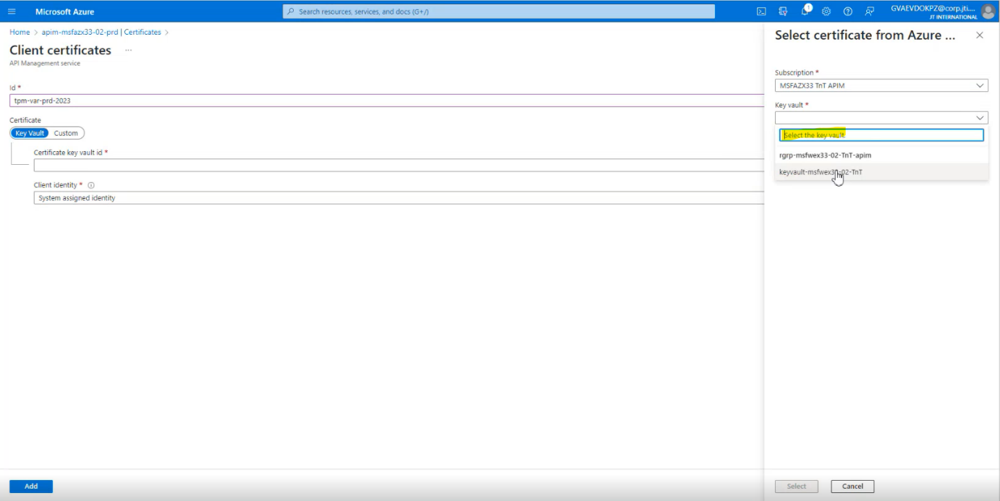 Microsoft Azure
Search resources, services, and docs (G+/)
1
GVAEVDOKPZ@corp.jti....
JT INTERNATIONAL
Home > apim-msfazx33-02-prd | Certificates >
Client certificates ...
API Management service
Id *
tpm-var-prd-2023
Certificate
Key Vault Custom
Certificate key vault id *
Client identity *
System assigned identity
Add
Select certificate from Azure ...
Subscription *
MSFAZX33 TnT APIM
Key vault *
Select the key vault
rgrp-msfwex33-02-TnT-apim
keyvault-msfwex33-02-TnT
Select
Cancel